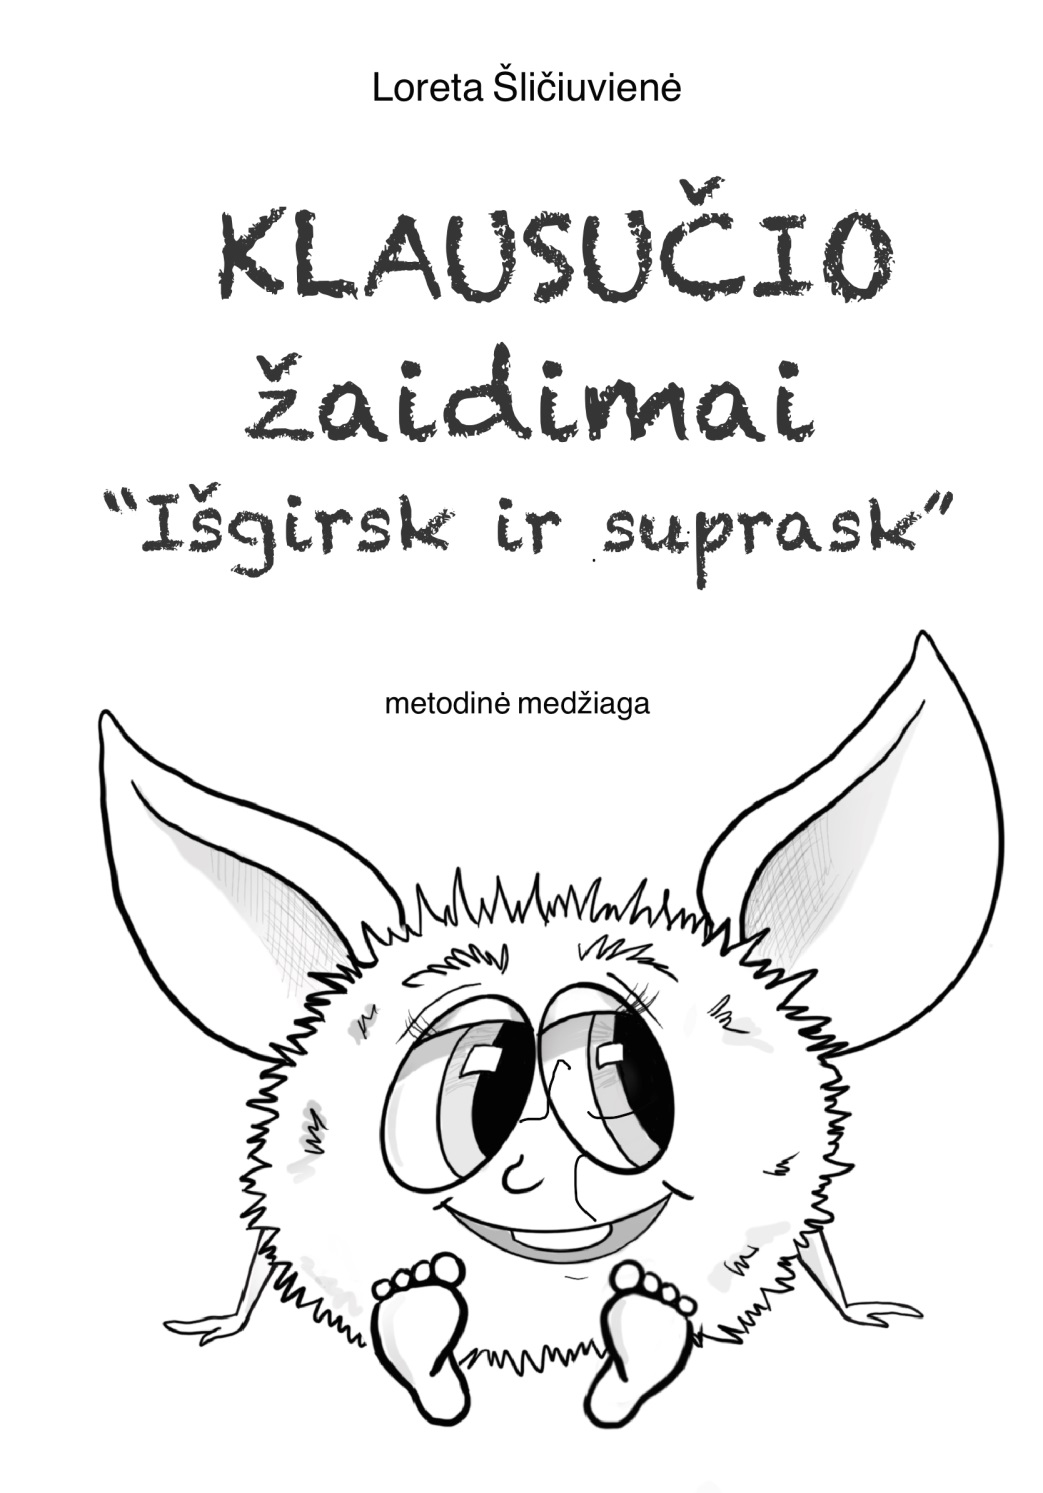 Loreta Šličiuvienė
KLAUSUČIO
žaidimai
“Išgirsk ir suprask”
metodinė medžiaga